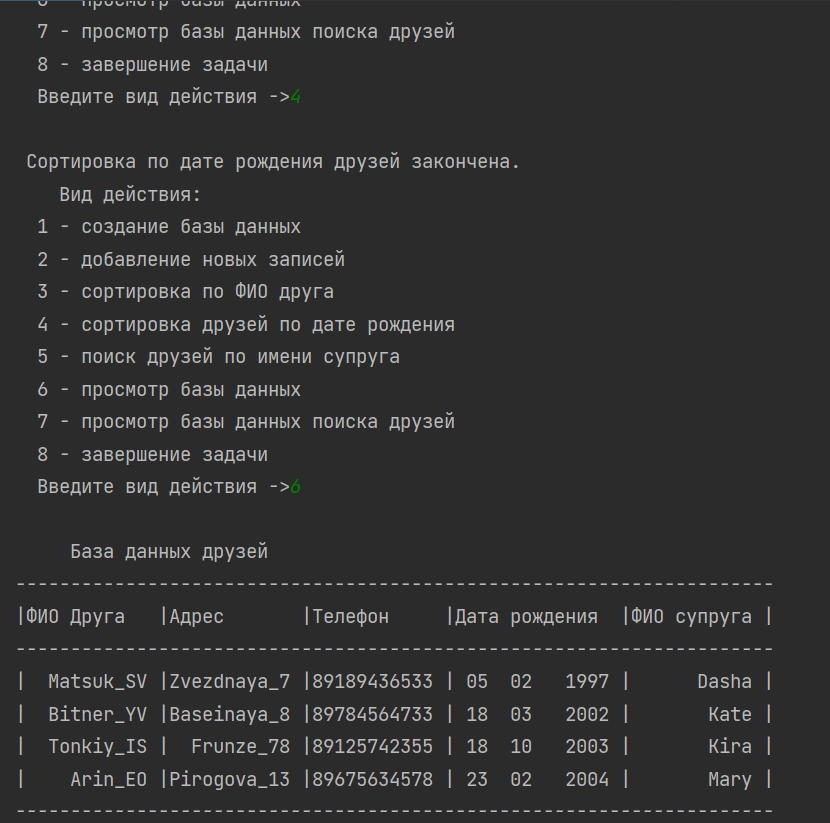 6 - просмотр базы данных
7 - просмотр базы данных поиска друзей
8 - завершение задачи
Введите вид действия ->4
Сортировка по дате рождения друзей закончена.
Вид действия:
1 - создание базы данных
2 - добавление новых записей
3 - сортировка по ФИО друга
4 - сортировка друзей по дате рождения
5 - поиск друзей по имени супруга
6 - просмотр базы данных
7 - просмотр базы данных поиска друзей
8 - завершение задачи
Введите вид действия ->6
База данных друзей
---------------------------------------------------------------------
|ФИО Друга   |Адрес       |Телефон     |Дата рождения  |ФИО супруга |
---------------------------------------------------------------------
|  Matsuk_SV |Zvezdnaya_7 |89189436533 | 05  02   1997 |      Dasha |
|  Bitner_YV |Baseinaya_8 |89784564733 | 18  03   2002 |       Kate |
|  Tonkiy_IS |  Frunze_78 |89125742355 | 18  10   2003 |       Kira |
|    Arin_EO |Pirogova_13 |89675634578 | 23  02   2004 |       Mary |
---------------------------------------------------------------------